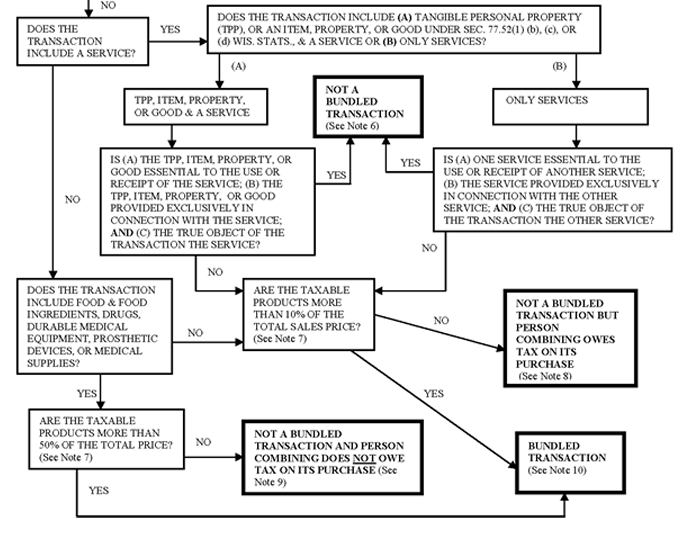 NO
DOES THE
TRANSACTION
INCLUDE A SERVICE?
YES
DOES THE TRANSACTION INCLUDE (A) TANGIBLE PERSONAL PROPERTY
(TPP), OR AN ITEM, PROPERTY, OR GOOD UNDER SEC. 77.52(1) (b), (c), OR
(d) WIS. STATS., & A SERVICE OR (B) ONLY SERVICES?
(A)
(B)
TPP, ITEM, PROPERTY,
OR GOOD & A SERVICE
NOT A
BUNDLED
TRANSACTION
(See Note 6)
ONLY SERVICES
IS (A) THE TPP, ITEM, PROPERTY, OR
GOOD ESSENTIAL TO THE USE OR
RECEIPT OF THE SERVICE; (B) THE
TPP, ITEM, PROPERTY, OR GOOD
PROVIDED EXCLUSIVELY IN
CONNECTION WITH THE SERVICE;
AND (C) THE TRUE OBJECT OF THE
TRANSACTION THE SERVICE?
YES
YES
IS (A) ONE SERVICE ESSENTIAL TO THE
USE OR RECEIPT OF ANOTHER SERVICE;
(B) THE SERVICE PROVIDED EXCLUSIVELY
IN CONNECTION WITH THE OTHER
SERVICE; AND (C) THE TRUE OBJECT OF
THE TRANSACTION THE OTHER SERVICE?
NO
NO
NO
DOES THE TRANSACTION
INCLUDE FOOD & FOOD
INGREDIENTS, DRUGS,
DURABLE MEDICAL
EQUIPMENT, PROSTHETIC
DEVICES, OR MEDICAL
SUPPLIES?
NO
ARE THE TAXABLE
PRODUCTS MORE
THAN 10% OF THE
TOTAL SALES PRICE?
(See Note 7)
NO
NOT A BUNDLED
TRANSACTION BUT
PERSON
COMBINING OWES
TAX ON ITS
PURCHASE
(See Note 8)
YES
YES
ARE THE TAXABLE
PRODUCTS MORE THAN
50% OF THE TOTAL PRICE?
(See Note 7)
NO
NOT A BUNDLED
TRANSACTION AND PERSON
COMBINING DOES NOT OWE
TAX ON ITS PURCHASE (See
Note 9)
BUNDLED
TRANSACTION
(See Note 10)
YES